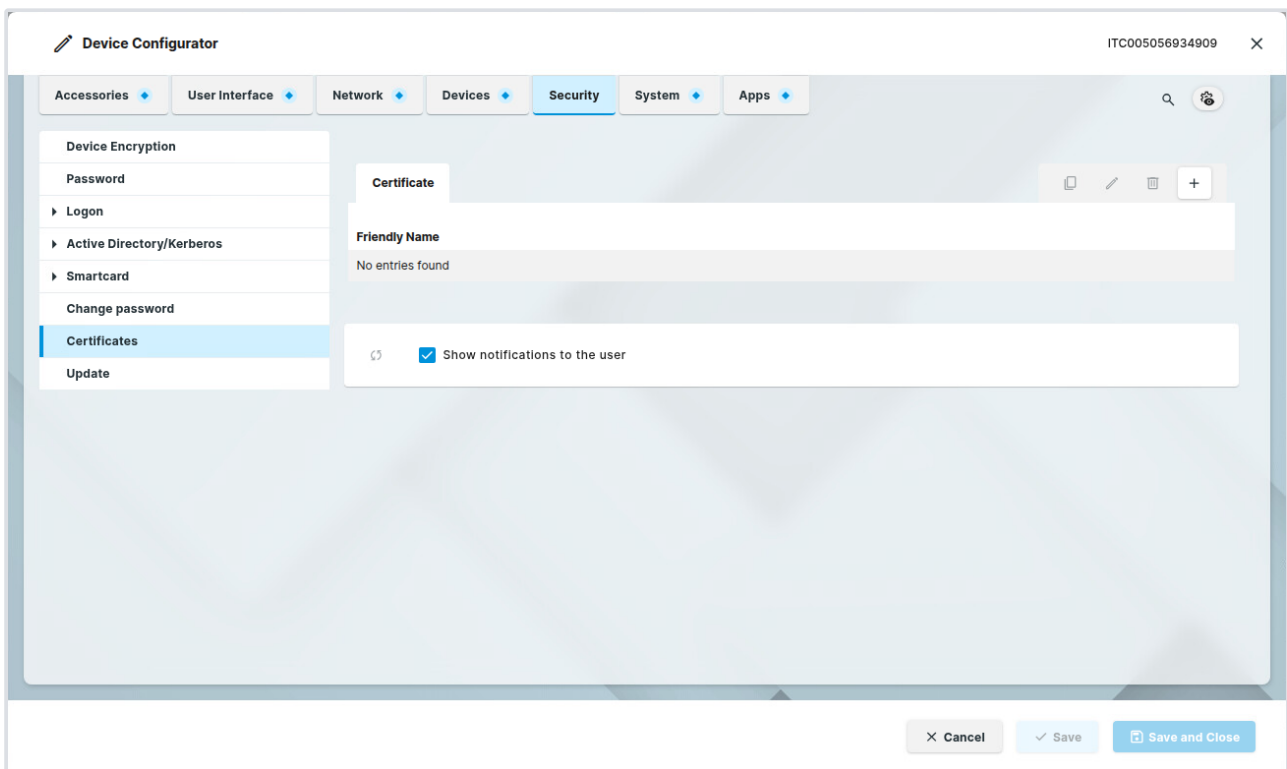 Device Configurator
ITC005056934909
Accessories User Interface Network Devices Security System Apps
Device Encryption
Password
Logon
Active Directory/Kerberos
Smartcard
Change password
Certificates
Update
Certificate
Friendly Name
No entries found
Show notifications to the user
Cancel Save Save and Close